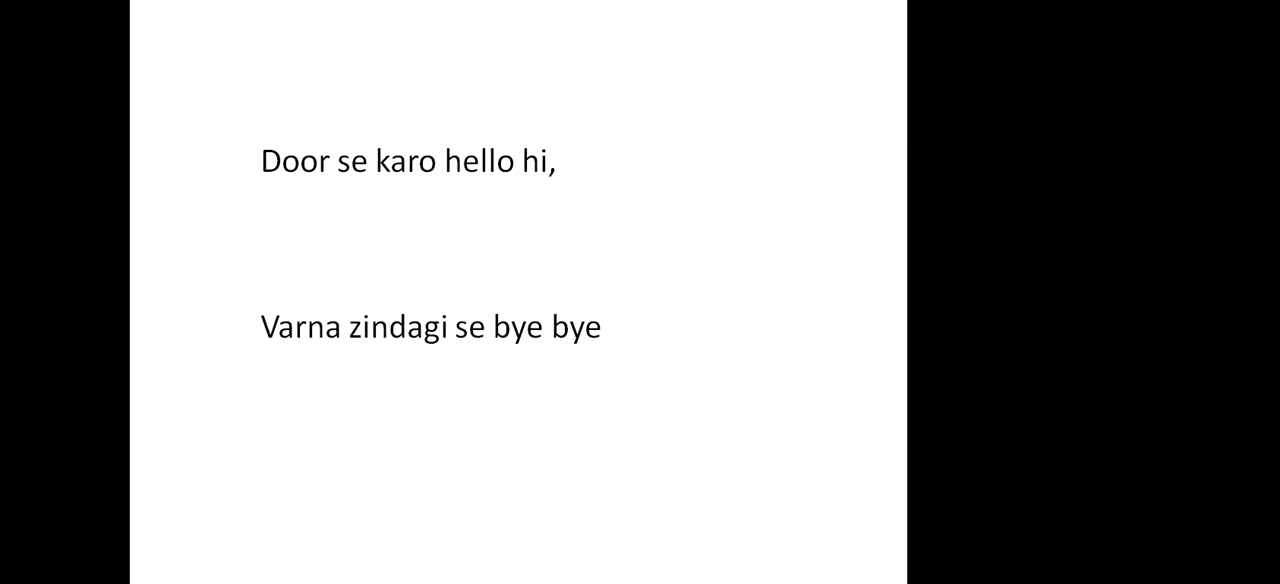 Door se karo hello hi,
Varna zindagi se bye bye